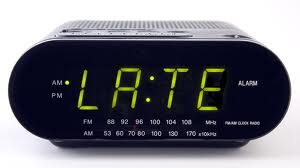 AM
PM
LA:TE
ALARM
FM 88 92 96 100 104 108 MHz
FM/AM CLOCK RADIO
AM 53 60 70 80 100 130 170 x10kHz